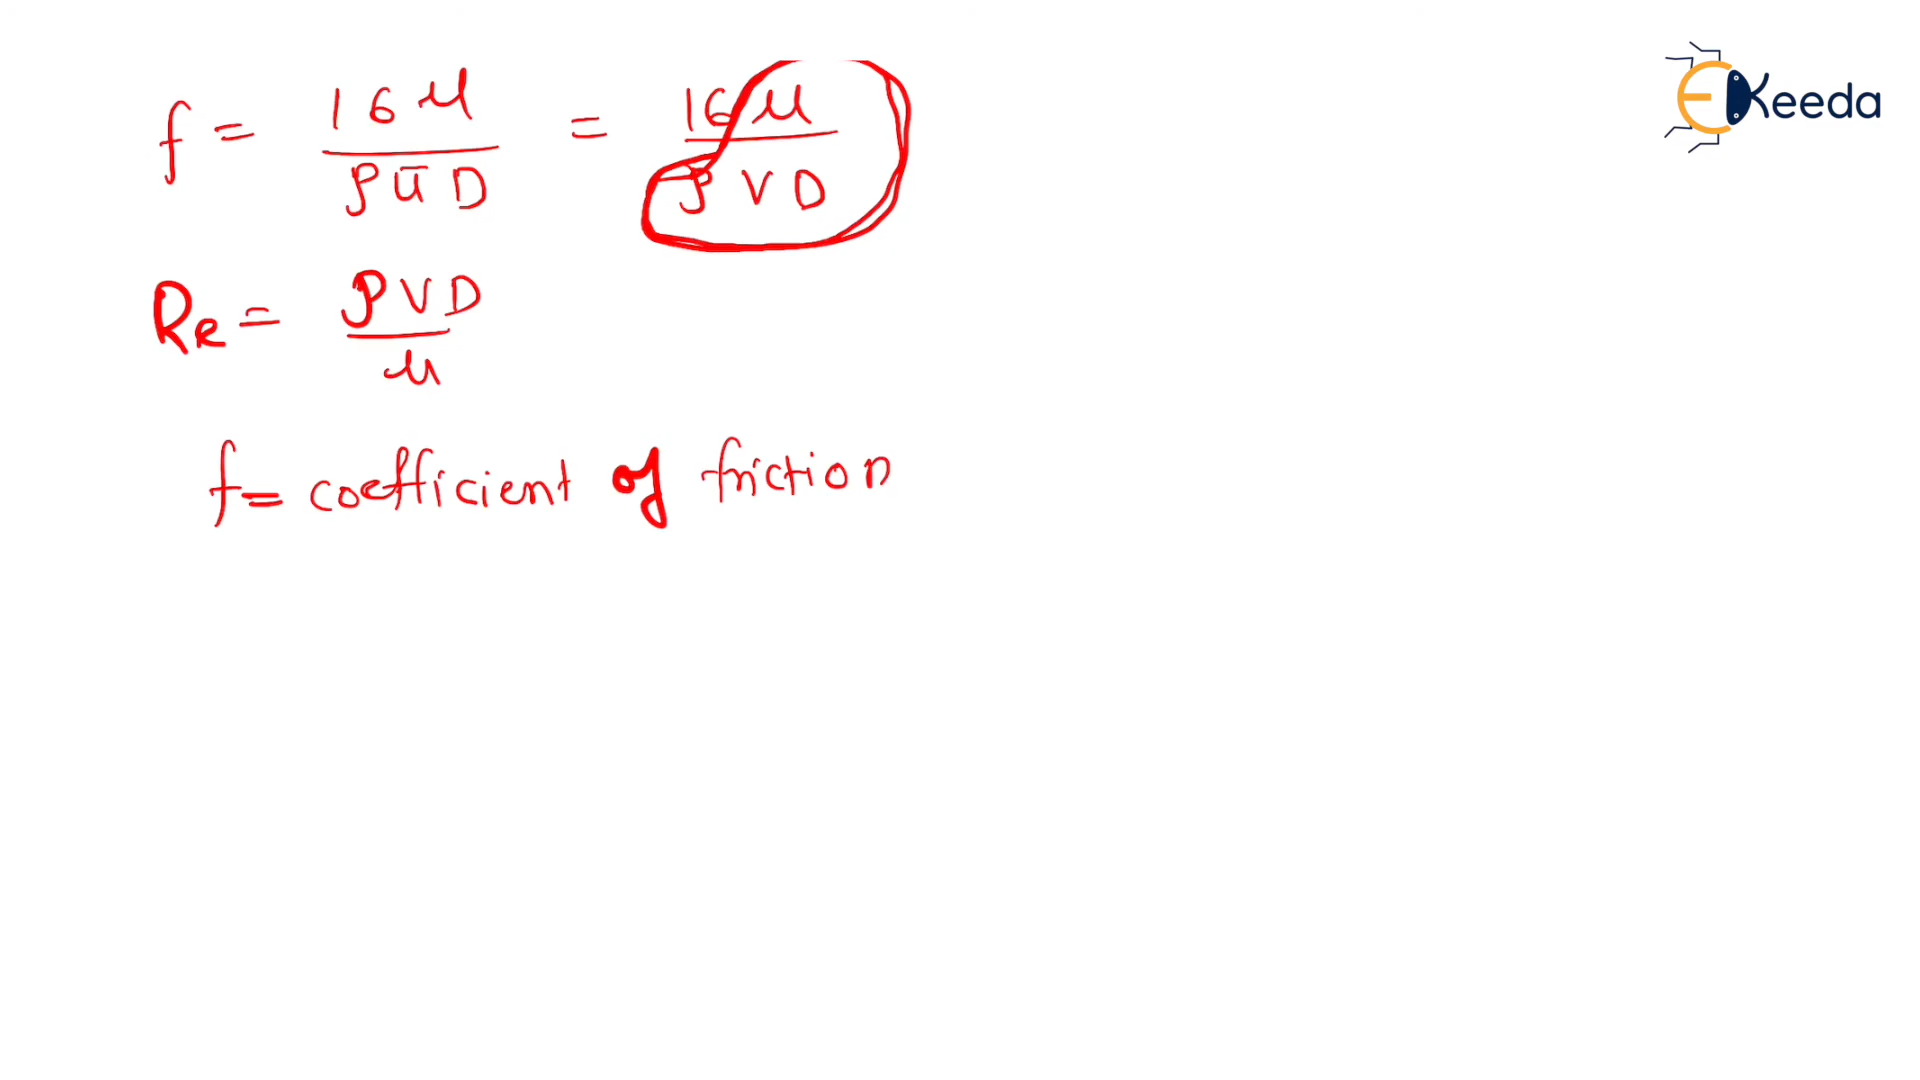 EKeeda
f = 16μ / ρūD = 16μ / ρVD
Re = ρVD / μ
f = coefficient of friction